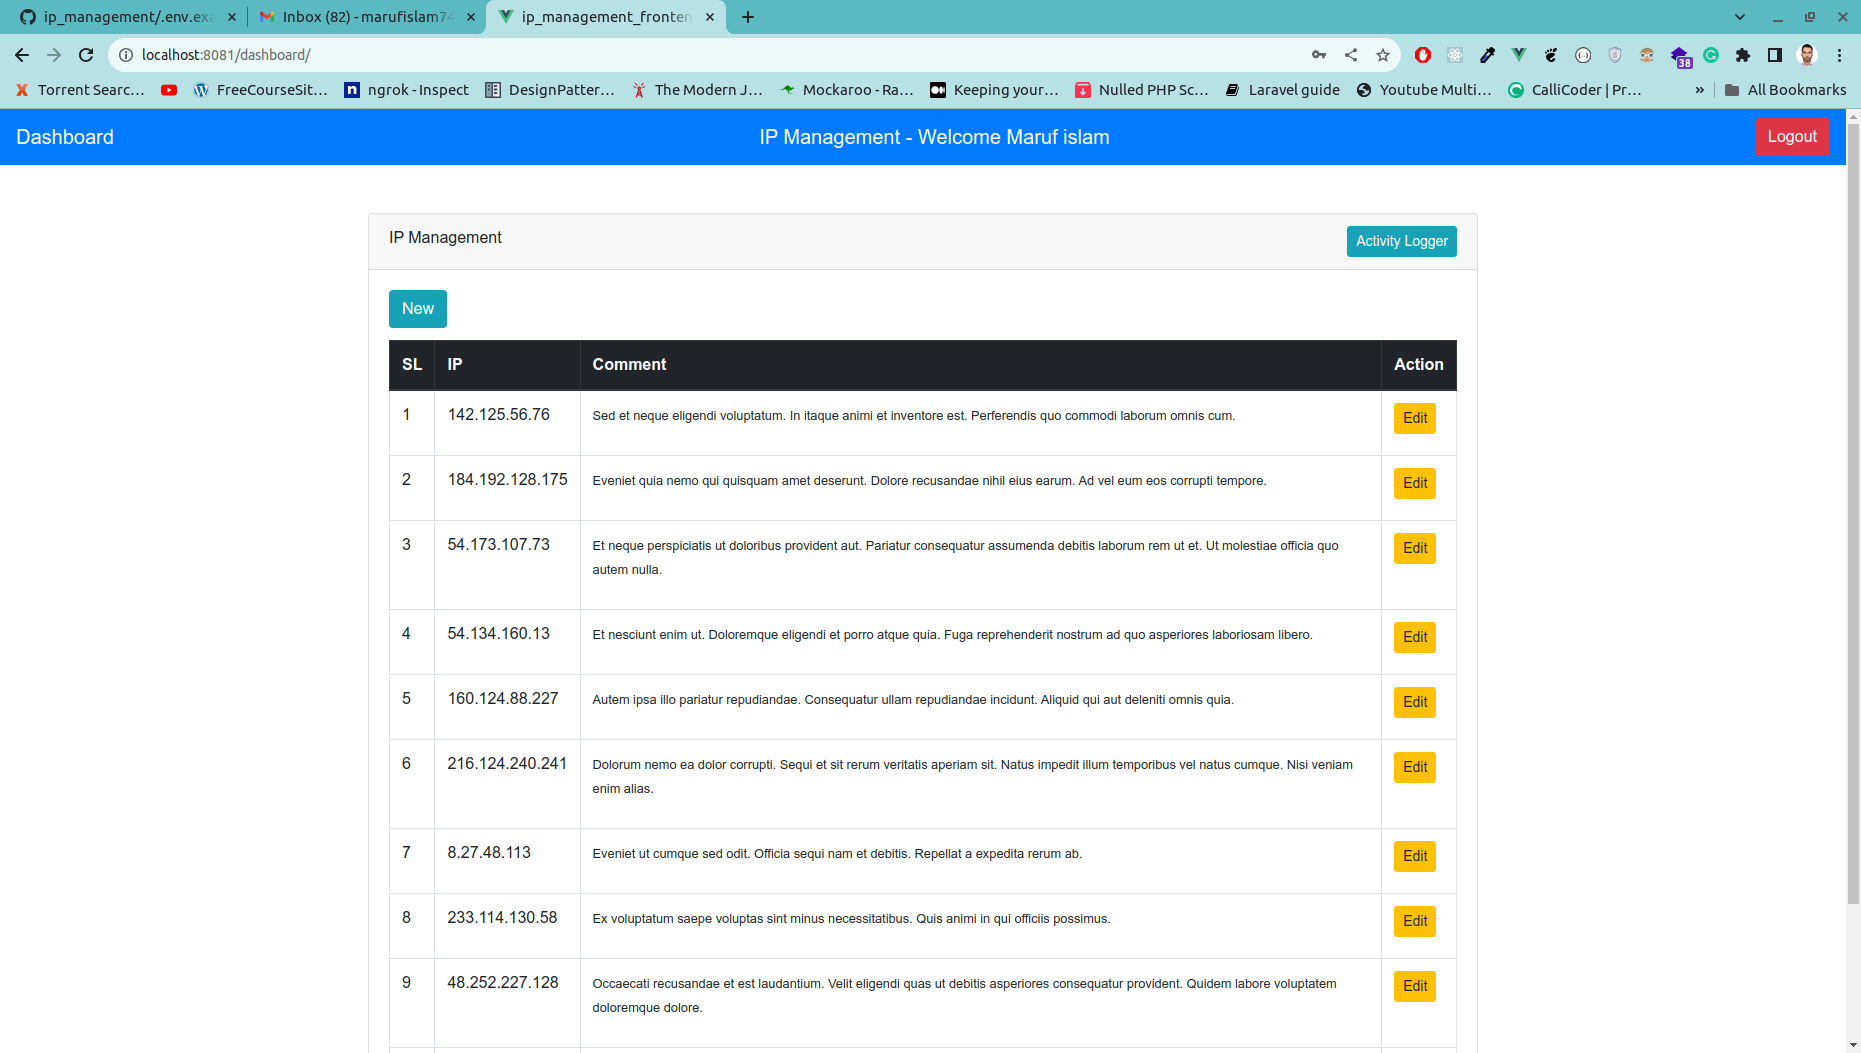 ip_management/.env.exa
Inbox (82) - marufislam74
ip_management_fronten
localhost:8081/dashboard/
38
Torrent Searc...
FreeCourseSit...
ngrok - Inspect
DesignPatter...
The Modern J...
Mockaroo - Ra...
Keeping your...
Nulled PHP Sc...
Laravel guide
Youtube Multi...
CalliCoder | Pr...
»
All Bookmarks
Dashboard
IP Management - Welcome Maruf islam
Logout
IP Management
Activity Logger
New
SL IP Comment Action
1 142.125.56.76 Sed et neque eligendi voluptatum. In itaque animi et inventore est. Perferendis quo commodi laborum omnis cum. Edit
2 184.192.128.175 Eveniet quia nemo qui quisquam amet deserunt. Dolore recusandae nihil eius earum. Ad vel eum eos corrupti tempore. Edit
3 54.173.107.73 Et neque perspiciatis ut doloribus provident aut. Pariatur consequatur assumenda debitis laborum rem ut et. Ut molestiae officia quo Edit
autem nulla.
4 54.134.160.13 Et nesciunt enim ut. Doloremque eligendi et porro atque quia. Fuga reprehenderit nostrum ad quo asperiores laboriosam libero. Edit
5 160.124.88.227 Autem ipsa illo pariatur repudiandae. Consequatur ullam repudiandae incidunt. Aliquid qui aut deleniti omnis quia. Edit
6 216.124.240.241 Dolorum nemo ea dolor corrupti. Sequi et sit rerum veritatis aperiam sit. Natus impedit illum temporibus vel natus cumque. Nisi veniam Edit
enim alias.
7 8.27.48.113 Eveniet ut cumque sed odit. Officia sequi nam et debitis. Repellat a expedita rerum ab. Edit
8 233.114.130.58 Ex voluptatum saepe voluptas sint minus necessitatibus. Quis animi in qui officiis possimus. Edit
9 48.252.227.128 Occaecati recusandae et est laudantium. Velit eligendi quas ut debitis asperiores consequatur provident. Quidem labore voluptatem Edit
doloremque dolore.